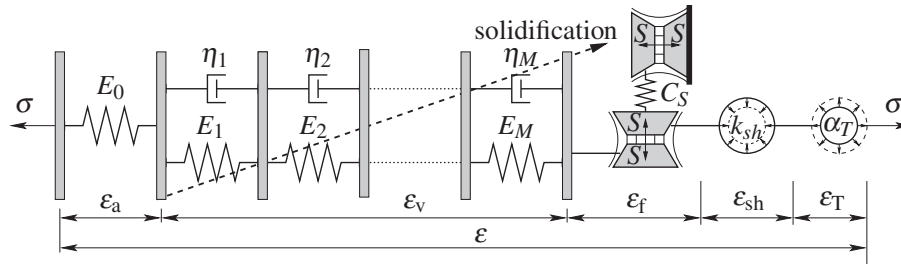 solidification
η1 η2 ηM
S S
CS
σ E0 E1 E2 EM S S ksh αT σ
εa εv εf εsh εT
ε